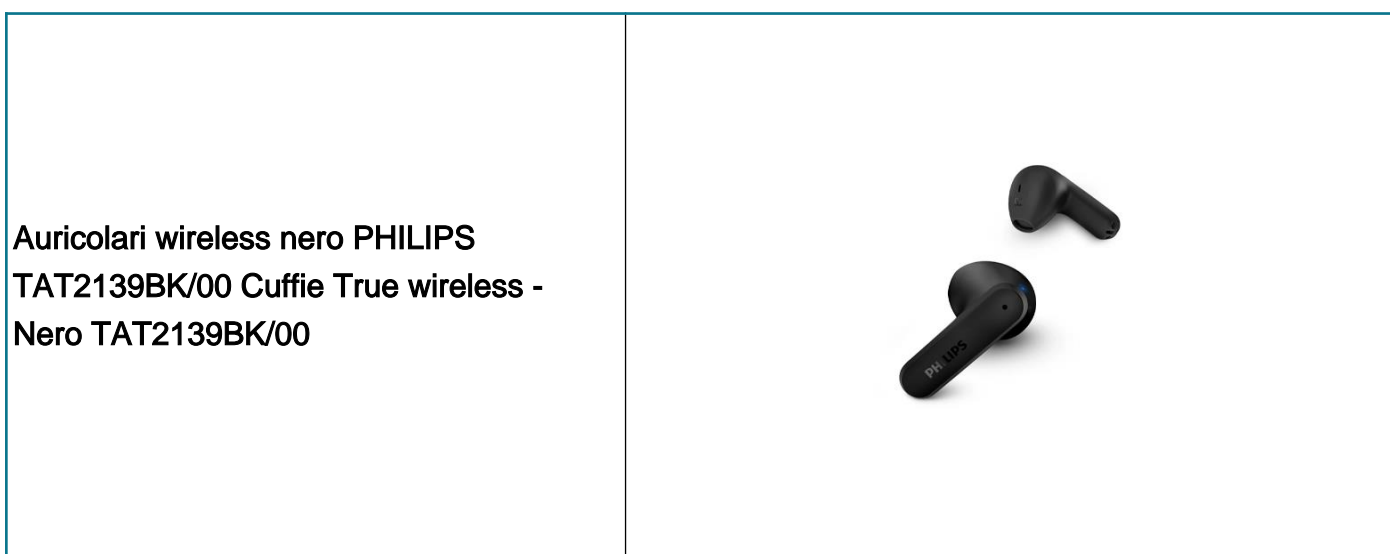 Auricolari wireless nero PHILIPS
TAT2139BK/00 Cuffie True wireless -
Nero TAT2139BK/00
PHILIPS